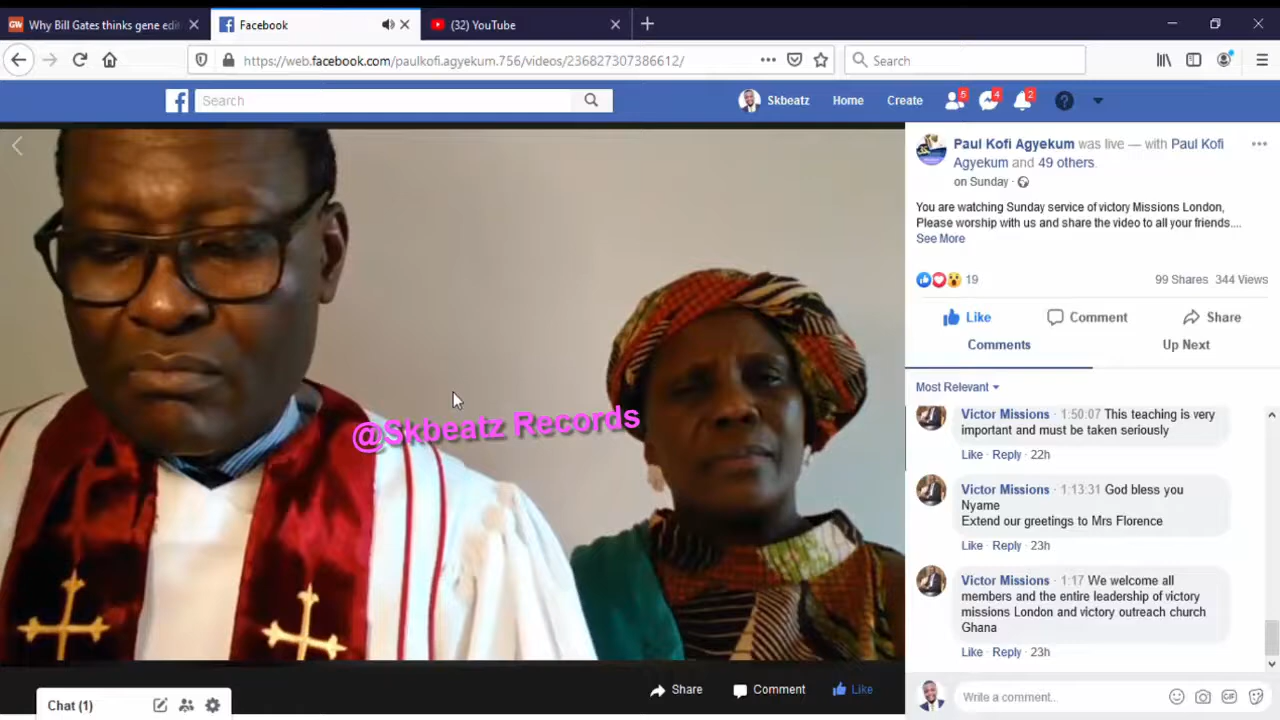 GW Why Bill Gates thinks gene edi
Facebook
(32) YouTube
https://web.facebook.com/paulkofi.agyekum.756/videos/236827307386612/
Search
Search
Skbeatz Home Create 5 4 2
Paul Kofi Agyekum was live — with Paul Kofi
Agyekum and 49 others.
on Sunday ·
You are watching Sunday service of victory Missions London,
Please worship with us and share the video to all your friends....
See More
19 99 Shares 344 Views
Like Comment Share
Comments Up Next
Most Relevant
Victor Missions · 1:50:07 This teaching is very
important and must be taken seriously
Like · Reply · 22h
Victor Missions · 1:13:31 God bless you
Nyame
Extend our greetings to Mrs Florence
Like · Reply · 23h
Victor Missions · 1:17 We welcome all
members and the entire leadership of victory
missions London and victory outreach church
Ghana
Like · Reply · 23h
@Skbeatz Records
Share Comment Like
Chat (1)
Write a comment...
GIF